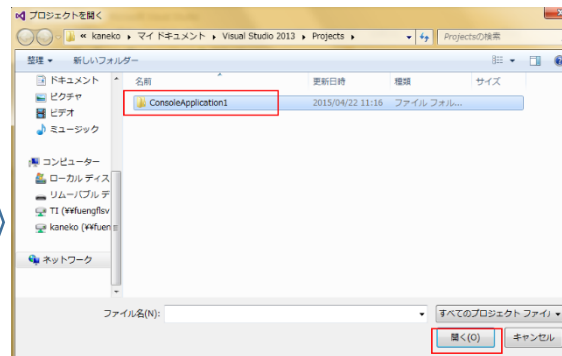 プロジェクトを開く
« kaneko ▸ マイ ドキュメント ▸ Visual Studio 2013 ▸ Projects ▸ Projectsの検索
整理 ▾ 新しいフォルダー
ドキュメント
ピクチャ
ビデオ
ミュージック
コンピューター
ローカル ディス
リムーバブル デ
TI (¥¥fuengflsv
kaneko (¥¥fuen
ネットワーク
名前 更新日時 種類 サイズ
ConsoleApplication1 2015/04/22 11:16 ファイル フォル...
ファイル名(N): すべてのプロジェクト ファイ
開く(O) キャンセル